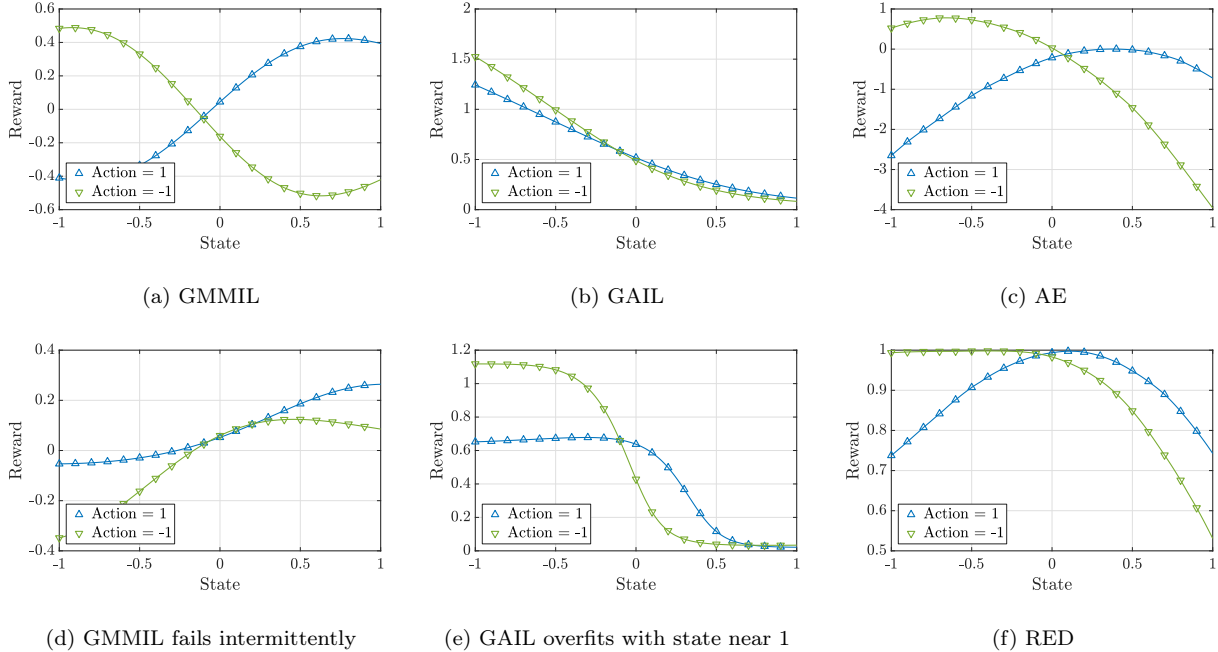 0.6
0.4
0.2
0
-0.2
-0.4
-0.6
Reward
Action = 1
Action = -1
-1 -0.5 0 0.5 1
State
(a) GMMIL
2
1.5
1
0.5
0
Reward
Action = 1
Action = -1
-1 -0.5 0 0.5 1
State
(b) GAIL
1
0
-1
-2
-3
-4
Reward
Action = 1
Action = -1
-1 -0.5 0 0.5 1
State
(c) AE
0.4
0.2
0
-0.2
-0.4
Reward
Action = 1
Action = -1
-1 -0.5 0 0.5 1
State
(d) GMMIL fails intermittently
1.2
1
0.8
0.6
0.4
0.2
0
Reward
Action = 1
Action = -1
-1 -0.5 0 0.5 1
State
(e) GAIL overfits with state near 1
1
0.9
0.8
0.7
0.6
0.5
Reward
Action = 1
Action = -1
-1 -0.5 0 0.5 1
State
(f) RED